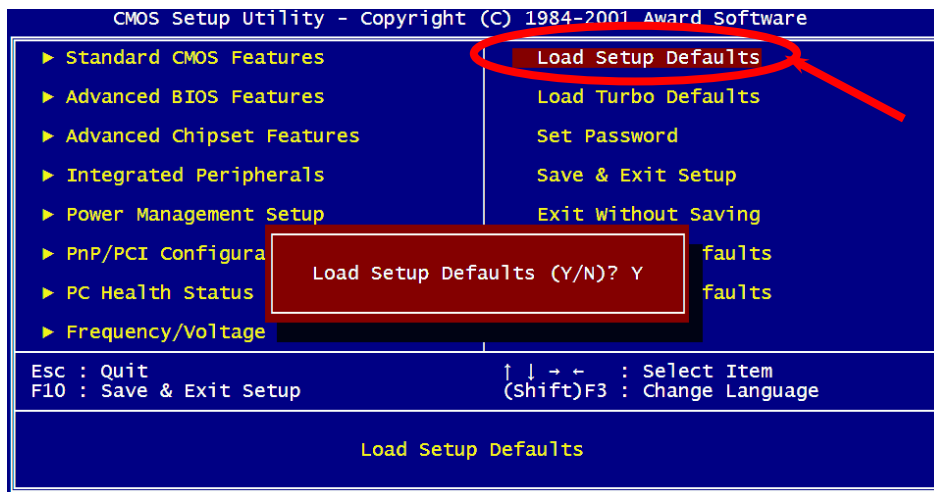 CMOS Setup Utility - Copyright (C) 1984-2001 Award Software
► Standard CMOS Features
► Advanced BIOS Features
► Advanced Chipset Features
► Integrated Peripherals
► Power Management Setup
► PnP/PCI Configura
► PC Health Status
► Frequency/Voltage
Load Setup Defaults
Load Turbo Defaults
Set Password
Save & Exit Setup
Exit Without Saving
faults
faults
Load Setup Defaults (Y/N)? Y
Esc : Quit
F10 : Save & Exit Setup
↑ ↓ → ← : Select Item
(Shift)F3 : Change Language
Load Setup Defaults